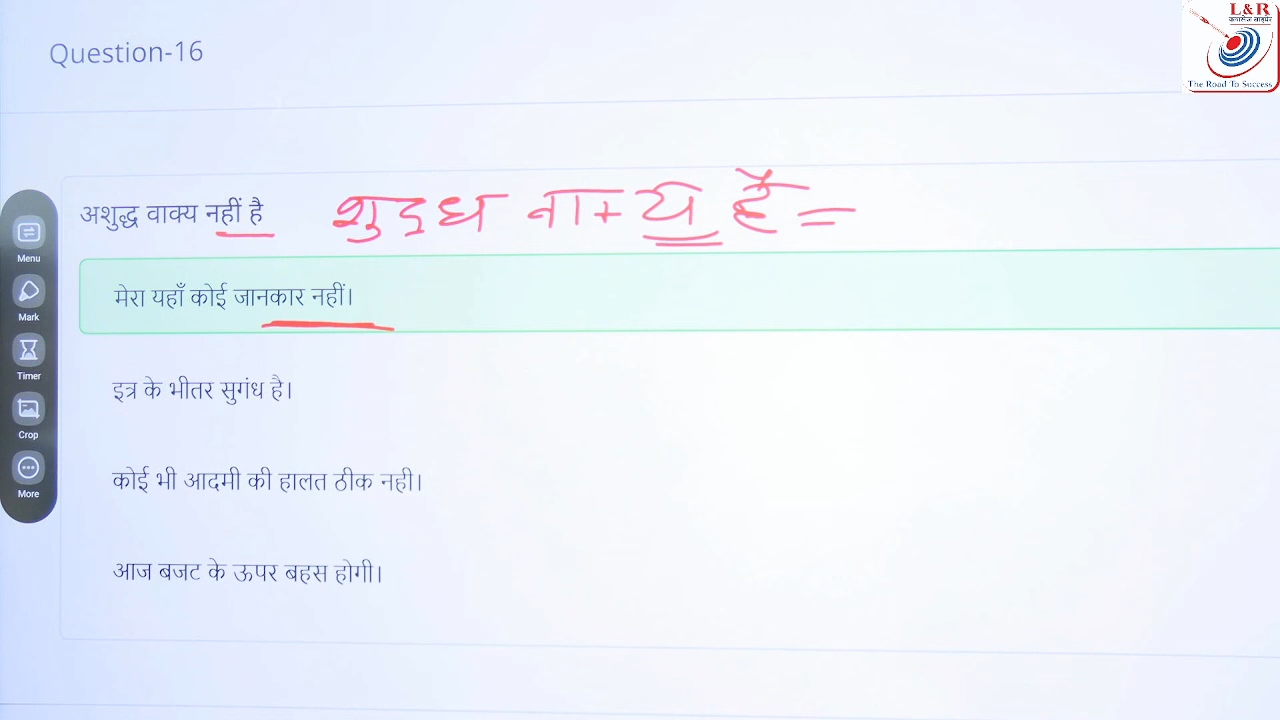 Question-16
L&R
The Road To Success
अशुद्ध वाक्य नहीं है शुद्ध वाक्य है =
मेरा यहाँ कोई जानकार नहीं।
इत्र के भीतर सुगंध है।
कोई भी आदमी की हालत ठीक नही।
आज बजट के ऊपर बहस होगी।
Menu
Mark
Timer
Crop
More